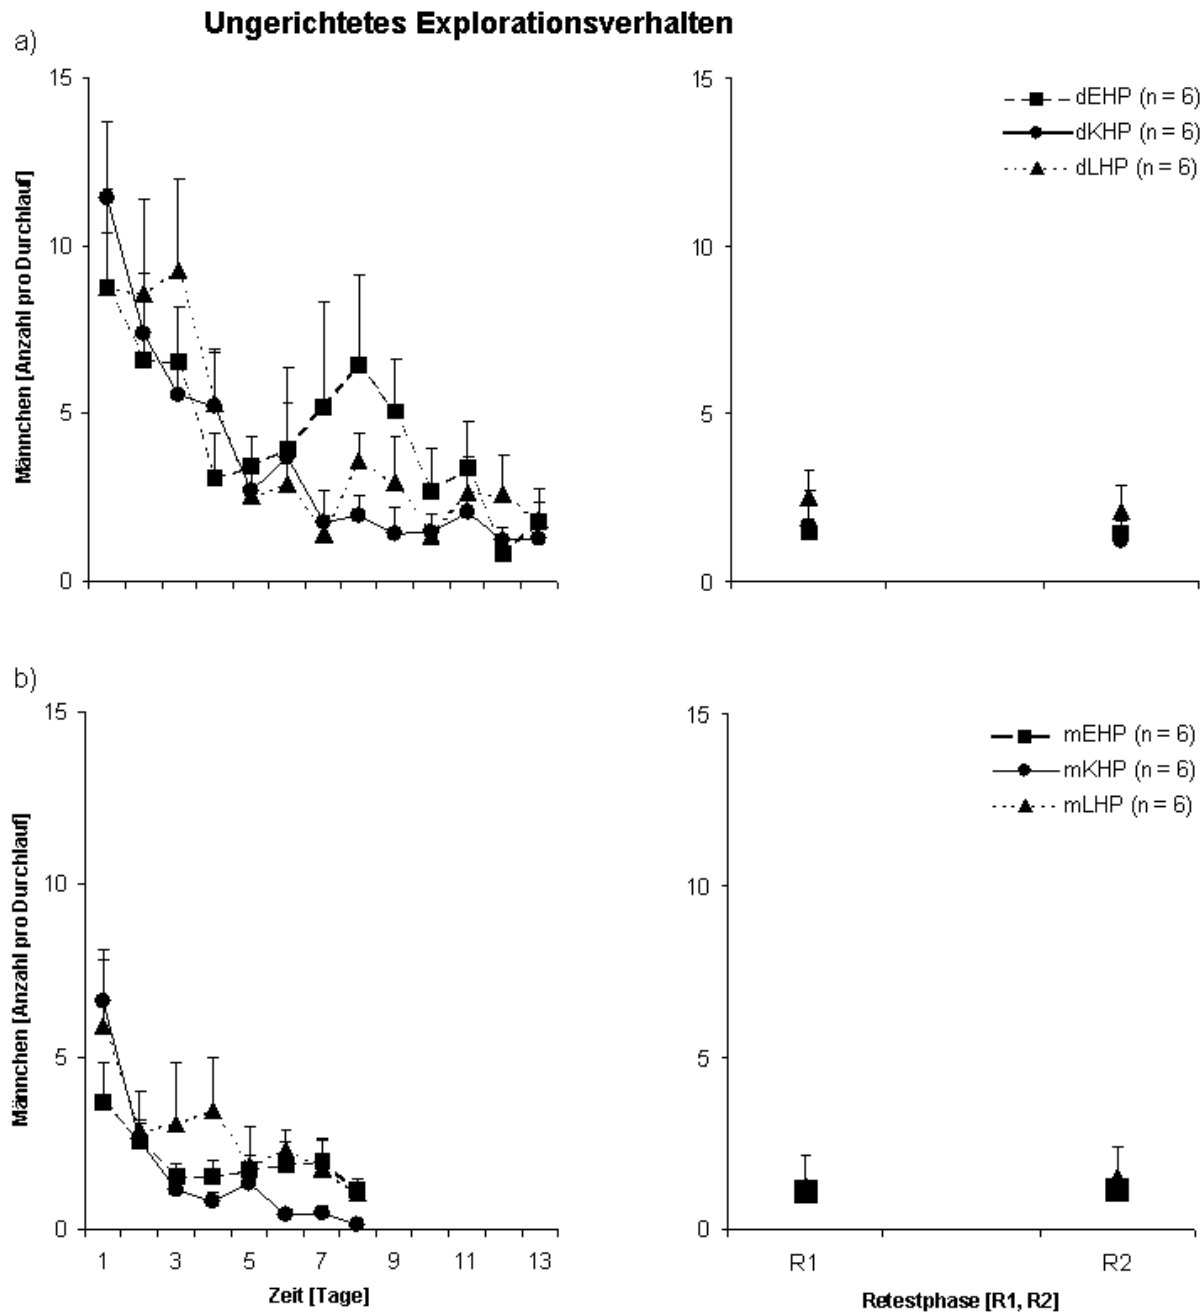 Ungerichtetes Explorationsverhalten
a)
Männchen [Anzahl pro Durchlauf]
15
10
5
0
15
10
5
0
dEHP (n = 6)
dKHP (n = 6)
dLHP (n = 6)
b)
Männchen [Anzahl pro Durchlauf]
15
10
5
0
1 3 5 7 9 11 13
Zeit [Tage]
15
10
5
0
mEHP (n = 6)
mKHP (n = 6)
mLHP (n = 6)
R1 R2
Retestphase [R1, R2]